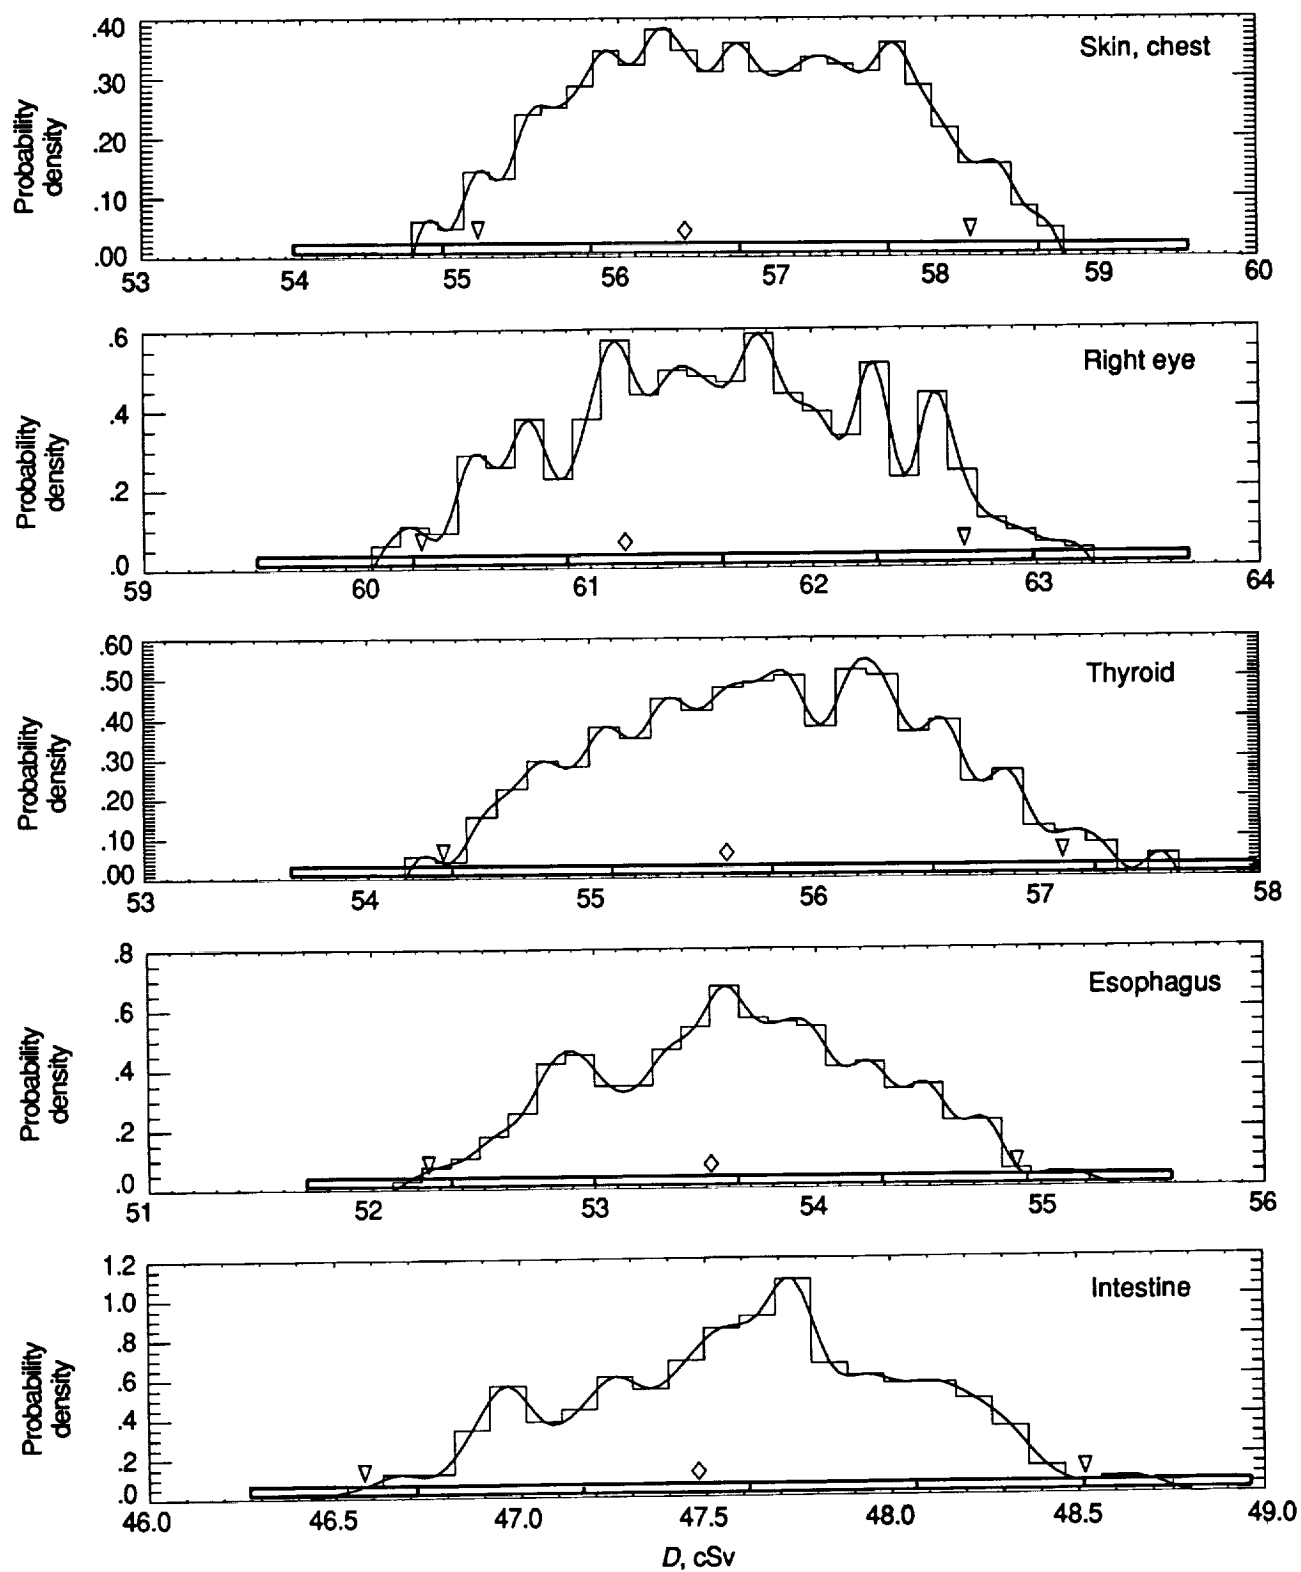 .40
Skin, chest
.30
.20
.10
.00
Probability
density
53 54 55 56 57 58 59 60
.6
Right eye
.4
.2
.0
Probability
density
59 60 61 62 63 64
.60
Thyroid
.50
.40
.30
.20
.10
.00
Probability
density
53 54 55 56 57 58
.8
Esophagus
.6
.4
.2
.0
Probability
density
51 52 53 54 55 56
1.2
Intestine
1.0
.8
.6
.4
.2
.0
Probability
density
46.0 46.5 47.0 47.5 48.0 48.5 49.0
D, cSv